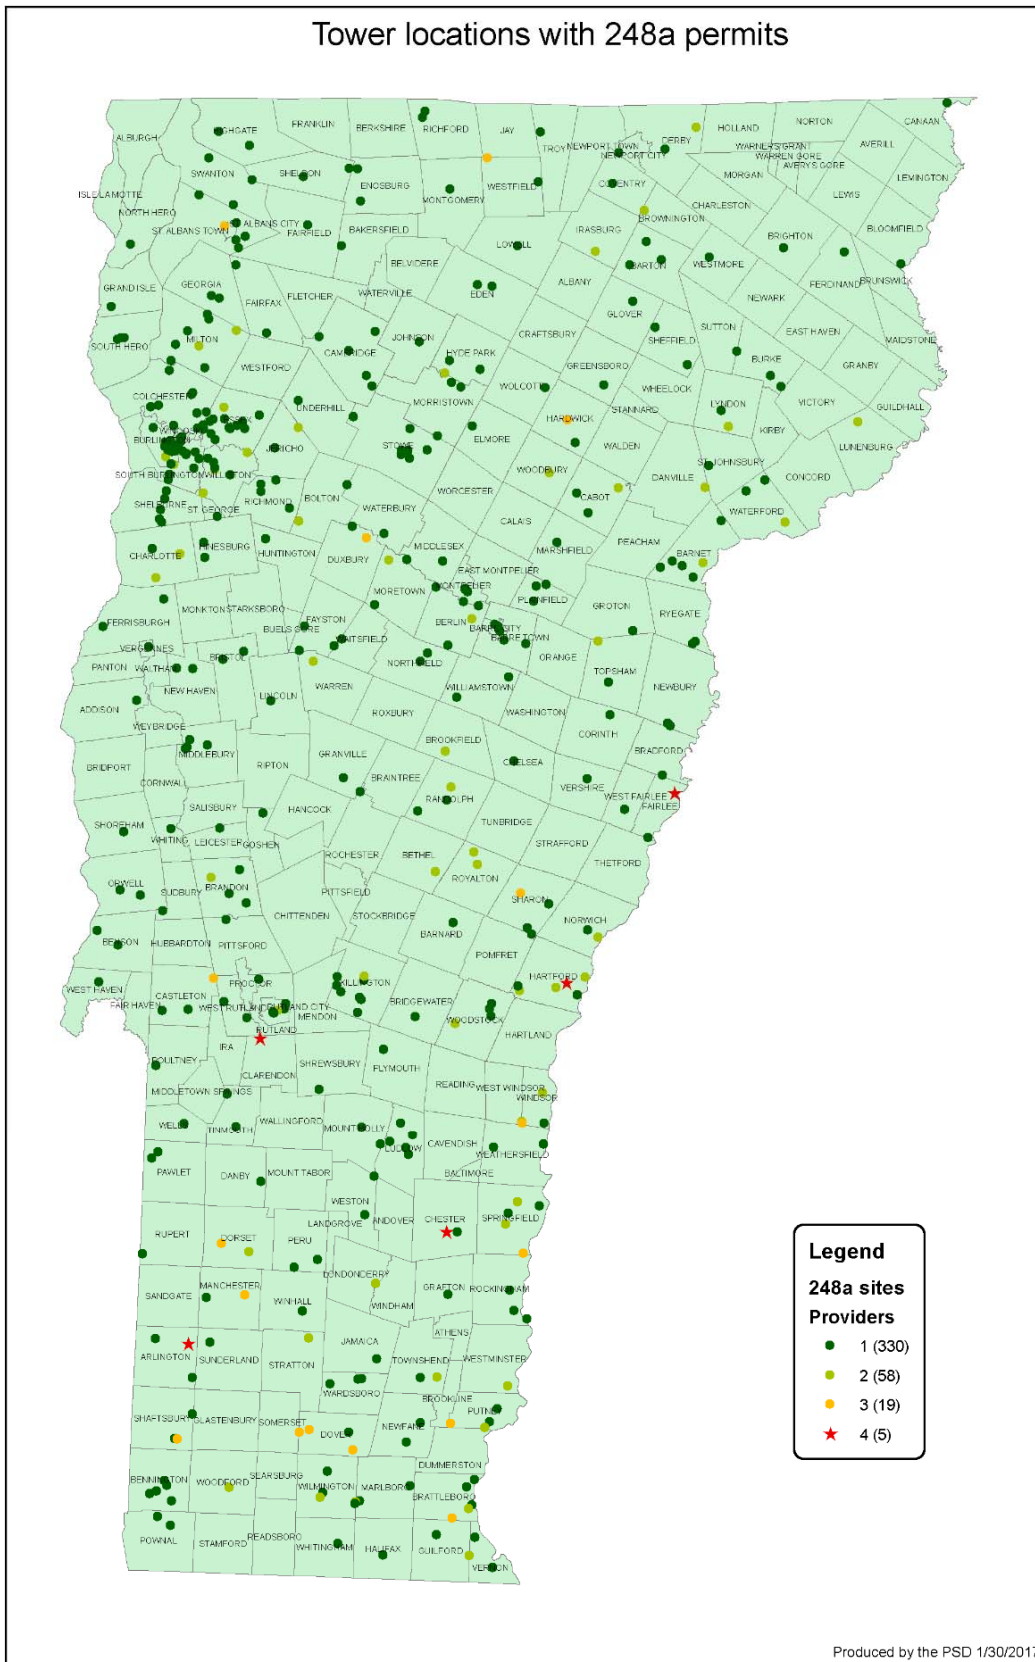 Tower locations with 248a permits
ALBURGH
HIGHGATE
FRANKLIN
BERKSHIRE
RICHFORD
JAY
TROY
NEWPORT TOWN
NEWPORT CITY
DERBY
HOLLAND
NORTON
CANAAN
WARNERS GRANT
WARREN GORE
AVERYS GORE
AVERILL
LEMINGTON
ISLE LA MOTTE
SWANTON
SHELDON
ENOSBURG
MONTGOMERY
WESTFIELD
COVENTRY
MORGAN
CHARLESTON
LEWIS
NORTH HERO
ST ALBANS TOWN
ST ALBANS CITY
FAIRFIELD
BAKERSFIELD
LOWELL
IRASBURG
BROWNINGTON
BRIGHTON
BLOOMFIELD
GRAND ISLE
GEORGIA
FAIRFAX
FLETCHER
WATERVILLE
BELVIDERE
EDEN
ALBANY
BARTON
WESTMORE
NEWARK
FERDINAND
BRUNSWICK
SOUTH HERO
MILTON
WESTFORD
CAMBRIDGE
JOHNSON
HYDE PARK
CRAFTSBURY
GLOVER
SHEFFIELD
SUTTON
EAST HAVEN
MAIDSTONE
COLCHESTER
UNDERHILL
MORRISTOWN
WOLCOTT
GREENSBORO
WHEELOCK
BURKE
GRANBY
VICTORY
GUILDHALL
WINOOSKI
ESSEX
BURLINGTON
JERICHO
STOWE
ELMORE
HARDWICK
STANNARD
WALDEN
LYNDON
KIRBY
LUNENBURG
SOUTH BURLINGTON
WILLISTON
SHELBURNE
ST GEORGE
RICHMOND
BOLTON
WATERBURY
WORCESTER
WOODBURY
CABOT
DANVILLE
ST JOHNSBURY
CONCORD
WATERFORD
CHARLOTTE
HINESBURG
HUNTINGTON
DUXBURY
MIDDLESEX
CALAIS
MARSHFIELD
PEACHAM
BARNET
FERRISBURGH
MONKTON
STARKSBORO
BUELS GORE
FAYSTON
MORETOWN
MONTPELIER
EAST MONTPELIER
PLAINFIELD
GROTON
RYEGATE
VERGENNES
PANTON
WALTHAM
BRISTOL
WAITSFIELD
BERLIN
BARRE CITY
BARRE TOWN
NORTHFIELD
ORANGE
TOPSHAM
NEWBURY
ADDISON
NEW HAVEN
LINCOLN
WARREN
WILLIAMSTOWN
WASHINGTON
WEYBRIDGE
ROXBURY
BROOKFIELD
CORINTH
BRADFORD
BRIDPORT
MIDDLEBURY
RIPTON
GRANVILLE
BRAINTREE
CHELSEA
VERSHIRE
WEST FAIRLEE
FAIRLEE
CORNWALL
SALISBURY
HANCOCK
RANDOLPH
TUNBRIDGE
STRAFFORD
THETFORD
SHOREHAM
WHITING
LEICESTER
GOSHEN
ROCHESTER
BETHEL
ROYALTON
SHARON
NORWICH
ORWELL
SUDBURY
BRANDON
PITTSFIELD
CHITTENDEN
STOCKBRIDGE
BARNARD
POMFRET
BENSON
HUBBARDTON
PITTSFORD
KILLINGTON
BRIDGEWATER
HARTFORD
WEST HAVEN
FAIR HAVEN
CASTLETON
PROCTOR
WEST RUTLAND
RUTLAND CITY
MENDON
WOODSTOCK
HARTLAND
RUTLAND
IRA
POULTNEY
CLARENDON
SHREWSBURY
PLYMOUTH
READING
WEST WINDSOR
WINDSOR
MIDDLETOWN SPRINGS
WELLS
TINMOUTH
WALLINGFORD
MOUNT HOLLY
LUDLOW
CAVENDISH
WEATHERSFIELD
BALTIMORE
PAWLET
DANBY
MOUNT TABOR
WESTON
LANDGROVE
ANDOVER
CHESTER
SPRINGFIELD
RUPERT
DORSET
PERU
LONDONDERRY
GRAFTON
ROCKINGHAM
SANDGATE
MANCHESTER
WINHALL
WINDHAM
ATHENS
ARLINGTON
SUNDERLAND
STRATTON
JAMAICA
TOWNSHEND
WESTMINSTER
WARDSBORO
BROOKLINE
PUTNEY
SHAFTSBURY
GLASTENBURY
SOMERSET
DOVER
NEWFANE
DUMMERSTON
BENNINGTON
WOODFORD
SEARSBURG
WILMINGTON
MARLBORO
BRATTLEBORO
POWNAL
STAMFORD
READSBORO
WHITINGHAM
HALIFAX
GUILFORD
VERNON
Legend
248a sites
Providers
1 (330)
2 (58)
3 (19)
4 (5)
Produced by the PSD 1/30/2017